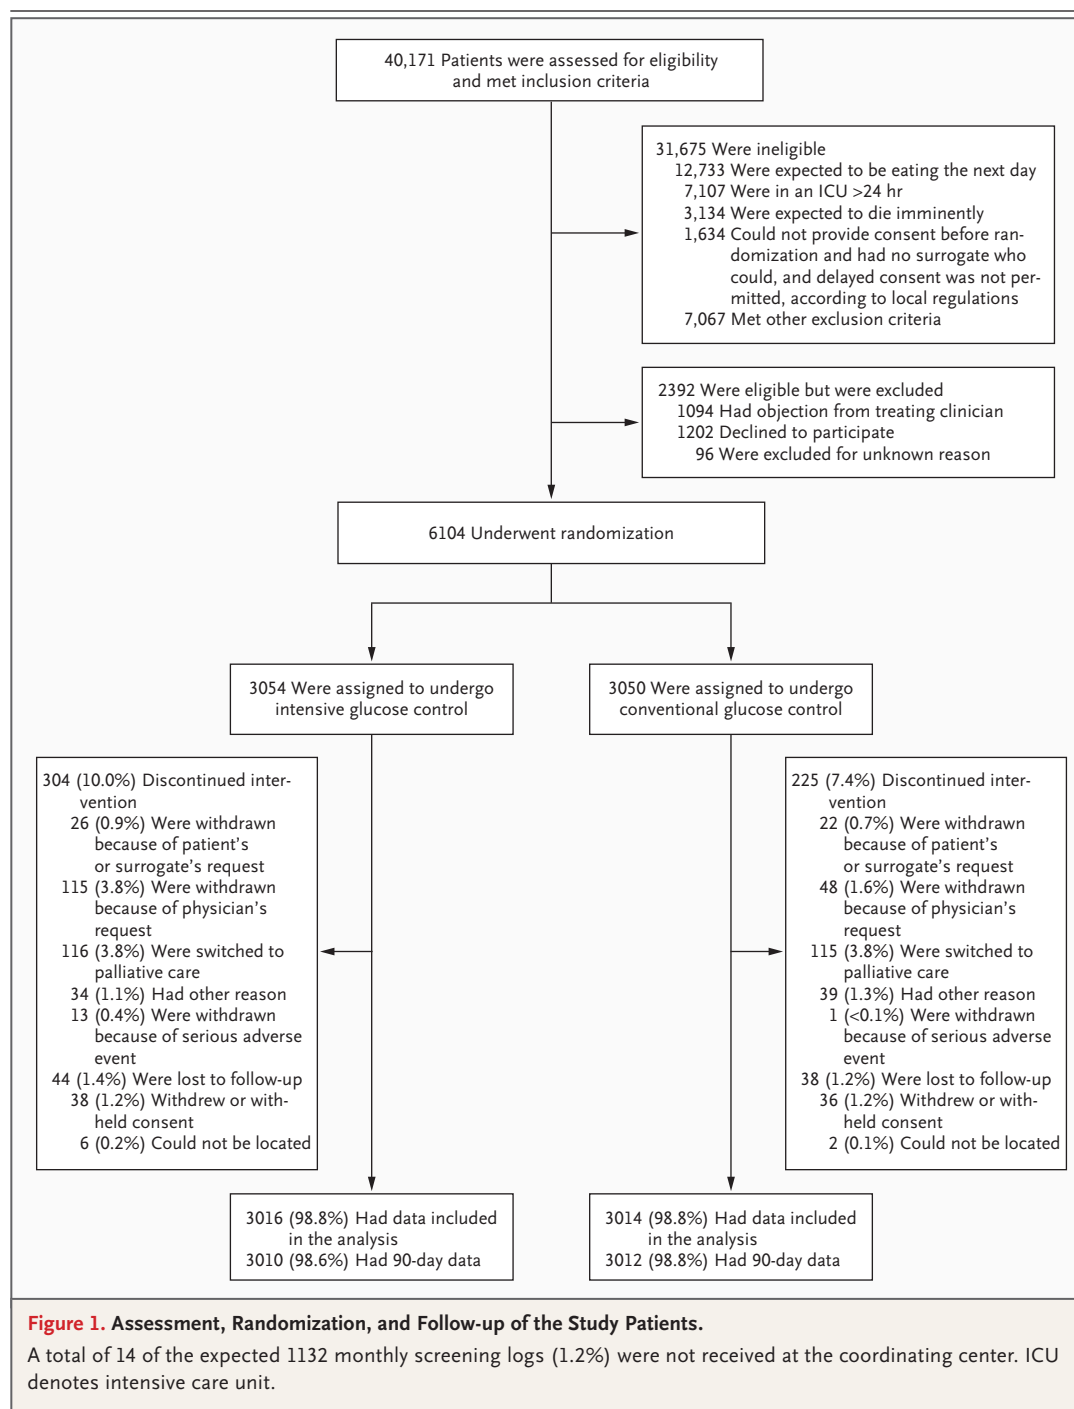 40,171 Patients were assessed for eligibility
and met inclusion criteria
31,675 Were ineligible
12,733 Were expected to be eating the next day
7,107 Were in an ICU >24 hr
3,134 Were expected to die imminently
1,634 Could not provide consent before ran-
domization and had no surrogate who
could, and delayed consent was not per-
mitted, according to local regulations
7,067 Met other exclusion criteria
2392 Were eligible but were excluded
1094 Had objection from treating clinician
1202 Declined to participate
96 Were excluded for unknown reason
6104 Underwent randomization
3054 Were assigned to undergo
intensive glucose control
3050 Were assigned to undergo
conventional glucose control
304 (10.0%) Discontinued inter-
vention
26 (0.9%) Were withdrawn
because of patient's
or surrogate's request
115 (3.8%) Were withdrawn
because of physician's
request
116 (3.8%) Were switched to
palliative care
34 (1.1%) Had other reason
13 (0.4%) Were withdrawn
because of serious adverse
event
44 (1.4%) Were lost to follow-up
38 (1.2%) Withdrew or with-
held consent
6 (0.2%) Could not be located
225 (7.4%) Discontinued inter-
vention
22 (0.7%) Were withdrawn
because of patient's
or surrogate's request
48 (1.6%) Were withdrawn
because of physician's
request
115 (3.8%) Were switched to
palliative care
39 (1.3%) Had other reason
1 (<0.1%) Were withdrawn
because of serious adverse
event
38 (1.2%) Were lost to follow-up
36 (1.2%) Withdrew or with-
held consent
2 (0.1%) Could not be located
3016 (98.8%) Had data included
in the analysis
3010 (98.6%) Had 90-day data
3014 (98.8%) Had data included
in the analysis
3012 (98.8%) Had 90-day data
Figure 1. Assessment, Randomization, and Follow-up of the Study Patients.
A total of 14 of the expected 1132 monthly screening logs (1.2%) were not received at the coordinating center. ICU
denotes intensive care unit.